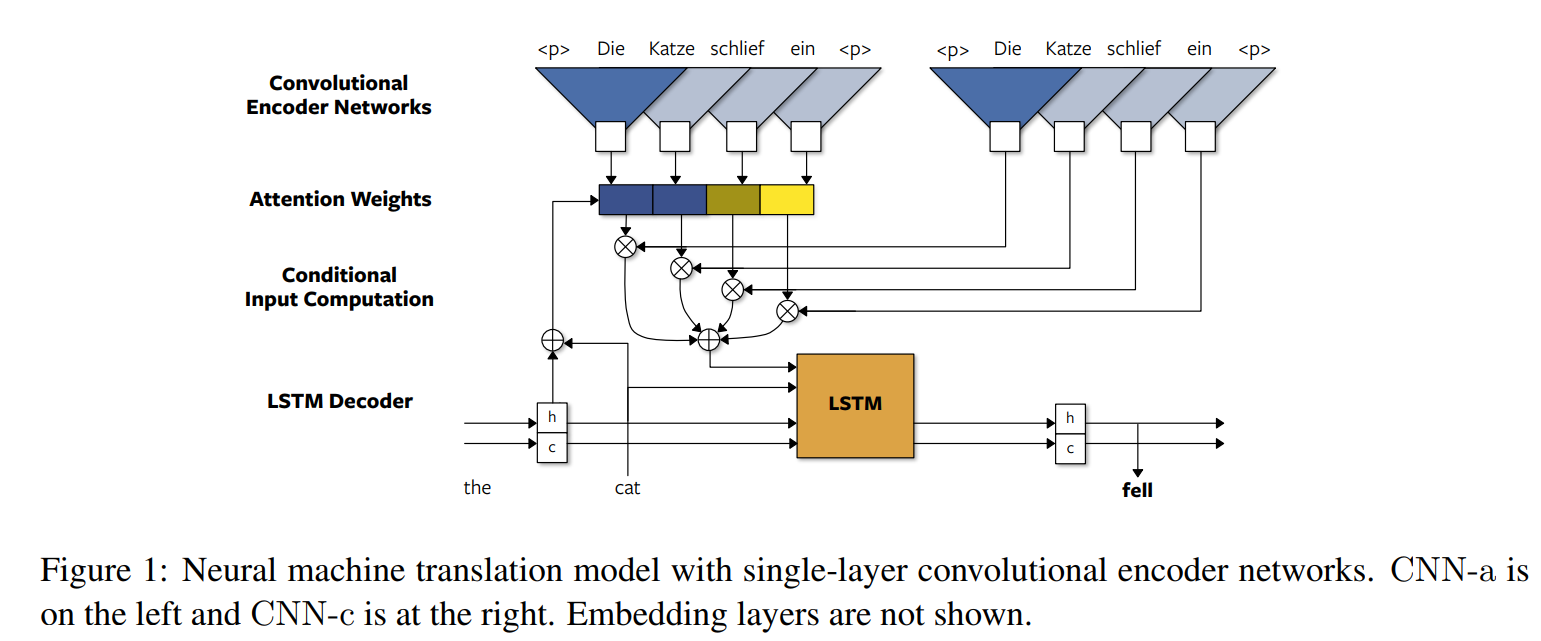 <p> Die Katze schlief ein <p>
<p> Die Katze schlief ein <p>
Convolutional
Encoder Networks
Attention Weights
Conditional
Input Computation
LSTM Decoder
LSTM
h
c
h
c
the
cat
fell
Figure 1: Neural machine translation model with single-layer convolutional encoder networks. CNN-a is
on the left and CNN-c is at the right. Embedding layers are not shown.